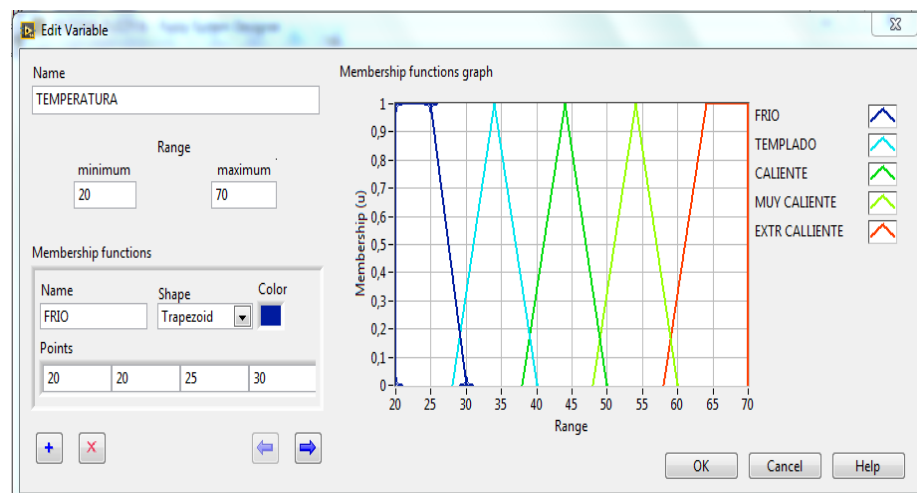 Edit Variable
Name
TEMPERATURA
Range
minimum
maximum
20
70
Membership functions
Name
Shape
Color
FRIO
Trapezoid
Points
20 20 25 30
Membership functions graph
Membership (u)
1
0,9
0,8
0,7
0,6
0,5
0,4
0,3
0,2
0,1
0
20 25 30 35 40 45 50 55 60 65 70
Range
FRIO
TEMPLADO
CALIENTE
MUY CALIENTE
EXTR CALLIENTE
OK
Cancel
Help